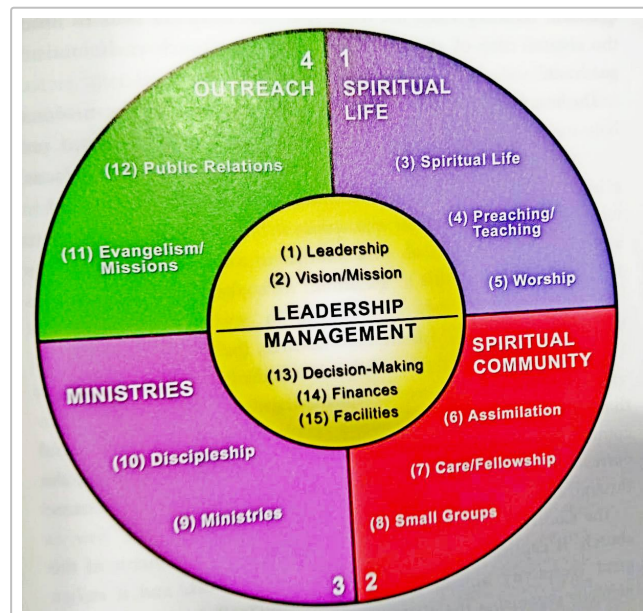 4
OUTREACH
(12) Public Relations
(11) Evangelism/
Missions
1
SPIRITUAL
LIFE
(3) Spiritual Life
(4) Preaching/
Teaching
(5) Worship
(1) Leadership
(2) Vision/Mission
LEADERSHIP
MANAGEMENT
(13) Decision-Making
(14) Finances
(15) Facilities
SPIRITUAL
COMMUNITY
(6) Assimilation
(7) Care/Fellowship
(8) Small Groups
2
MINISTRIES
(10) Discipleship
(9) Ministries
3